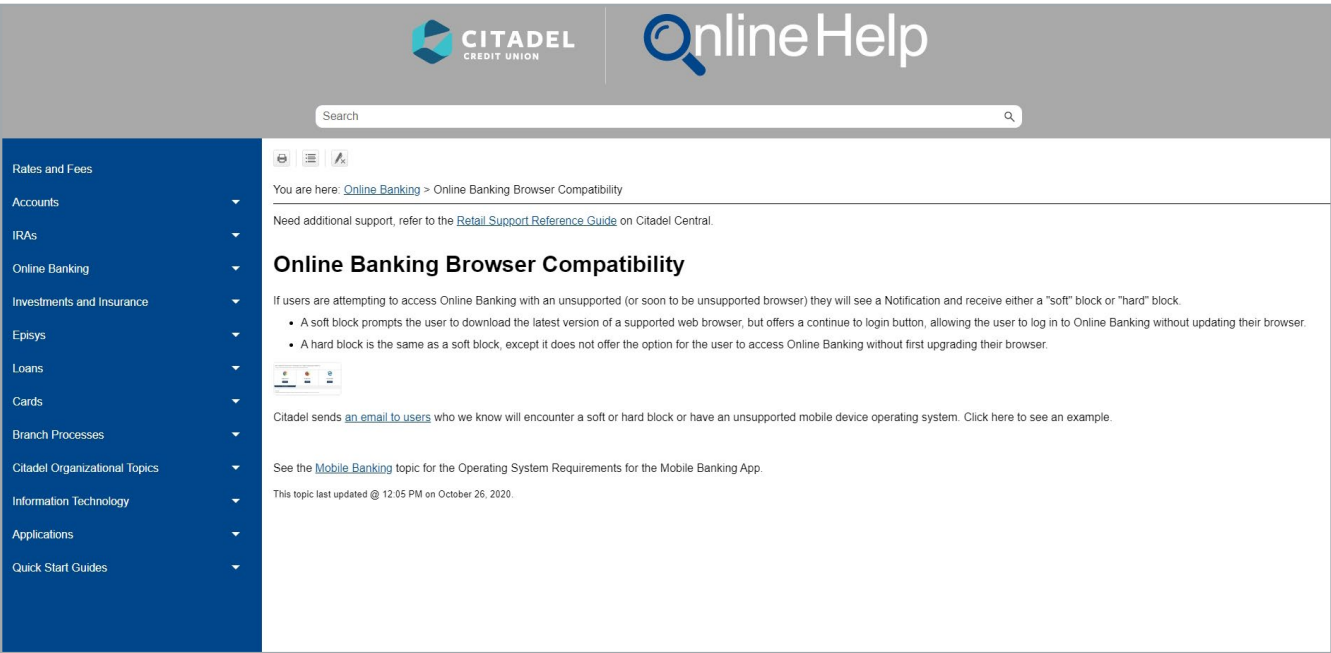 CITADEL
CREDIT UNION
Online Help
Search
Rates and Fees
Accounts
IRAs
Online Banking
Investments and Insurance
Episys
Loans
Cards
Branch Processes
Citadel Organizational Topics
Information Technology
Applications
Quick Start Guides
You are here: Online Banking > Online Banking Browser Compatibility
Need additional support, refer to the Retail Support Reference Guide on Citadel Central.
Online Banking Browser Compatibility
If users are attempting to access Online Banking with an unsupported (or soon to be unsupported browser) they will see a Notification and receive either a "soft" block or "hard" block.
• A soft block prompts the user to download the latest version of a supported web browser, but offers a continue to login button, allowing the user to log in to Online Banking without updating their browser.
• A hard block is the same as a soft block, except it does not offer the option for the user to access Online Banking without first upgrading their browser.
Citadel sends an email to users who we know will encounter a soft or hard block or have an unsupported mobile device operating system. Click here to see an example.
See the Mobile Banking topic for the Operating System Requirements for the Mobile Banking App.
This topic last updated @ 12:05 PM on October 26, 2020.